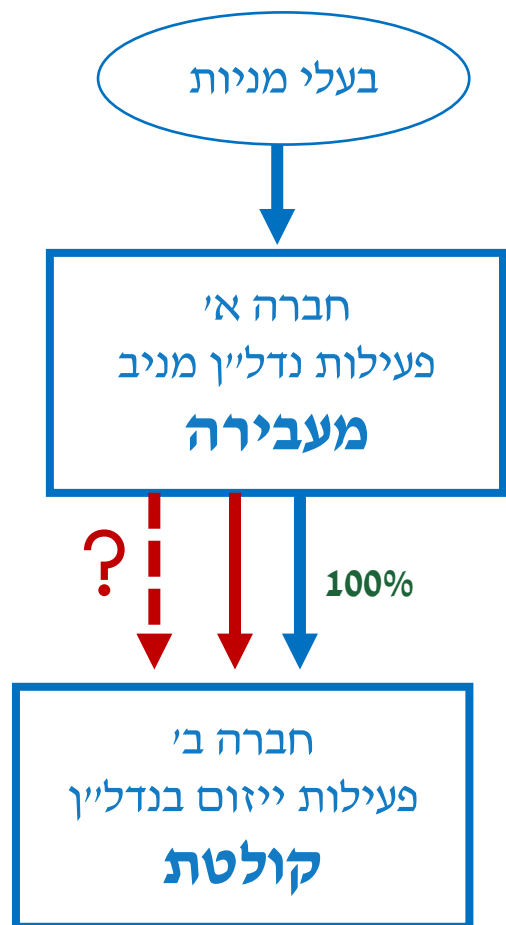 בעלי מניות
חברה א׳
פעילות נדל״ן מניב
מעבירה
?
100%
חברה ב׳
פעילות ייזום בנדל״ן
קולטת